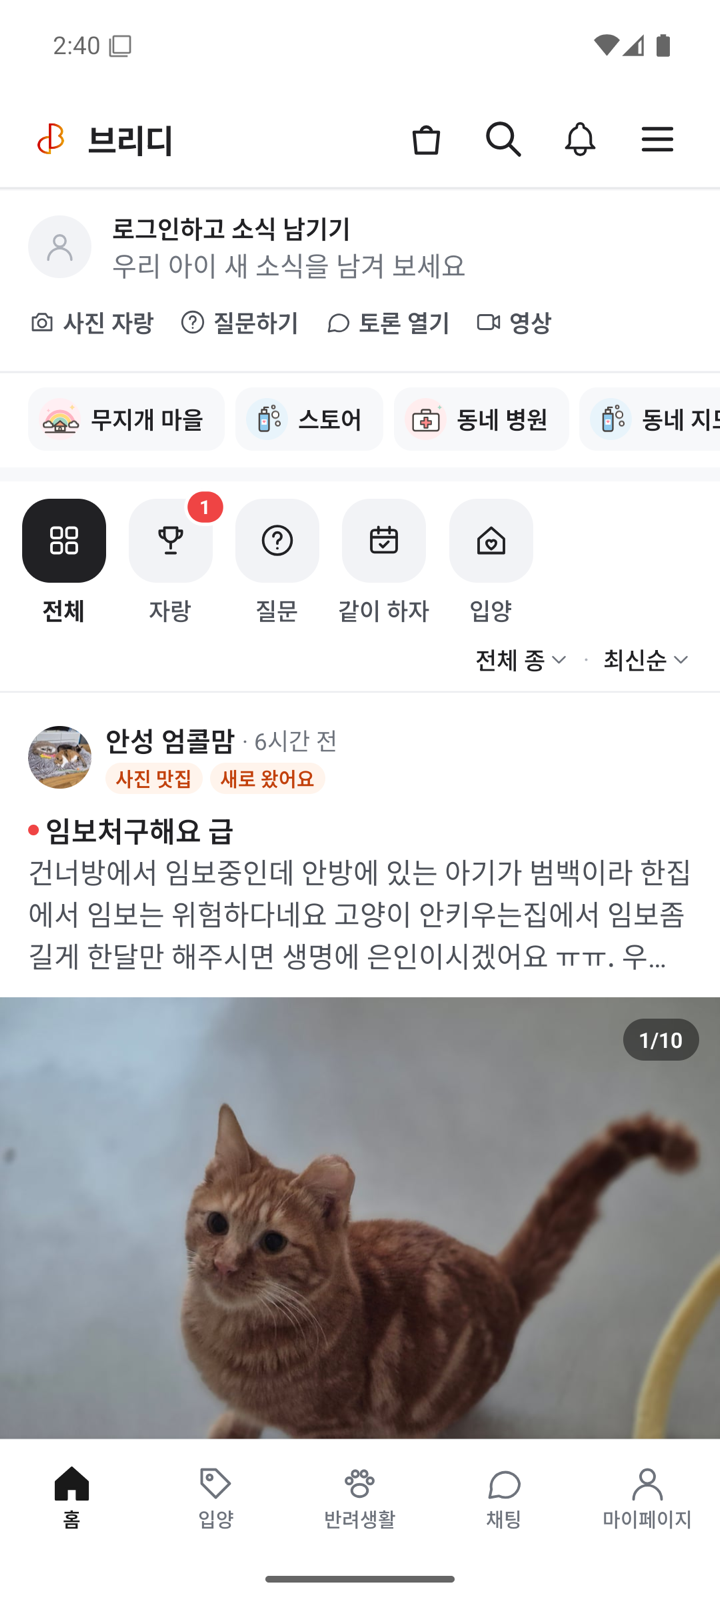 2:40
브리디
로그인하고 소식 남기기
우리 아이 새 소식을 남겨 보세요
사진 자랑 질문하기 토론 열기 영상
무지개 마을 스토어 동네 병원 동네 지도
1
전체 자랑 질문 같이 하자 입양
전체 종 · 최신순
안성 엄콜맘 · 6시간 전
사진 맛집 새로 왔어요
임보처구해요 급
건너방에서 임보중인데 안방에 있는 아기가 범백이라 한집
에서 임보는 위험하다네요 고양이 안키우는집에서 임보좀
길게 한달만 해주시면 생명에 은인이시겠어요 ㅠㅠ. 우...
1/10
홈 입양 반려생활 채팅 마이페이지